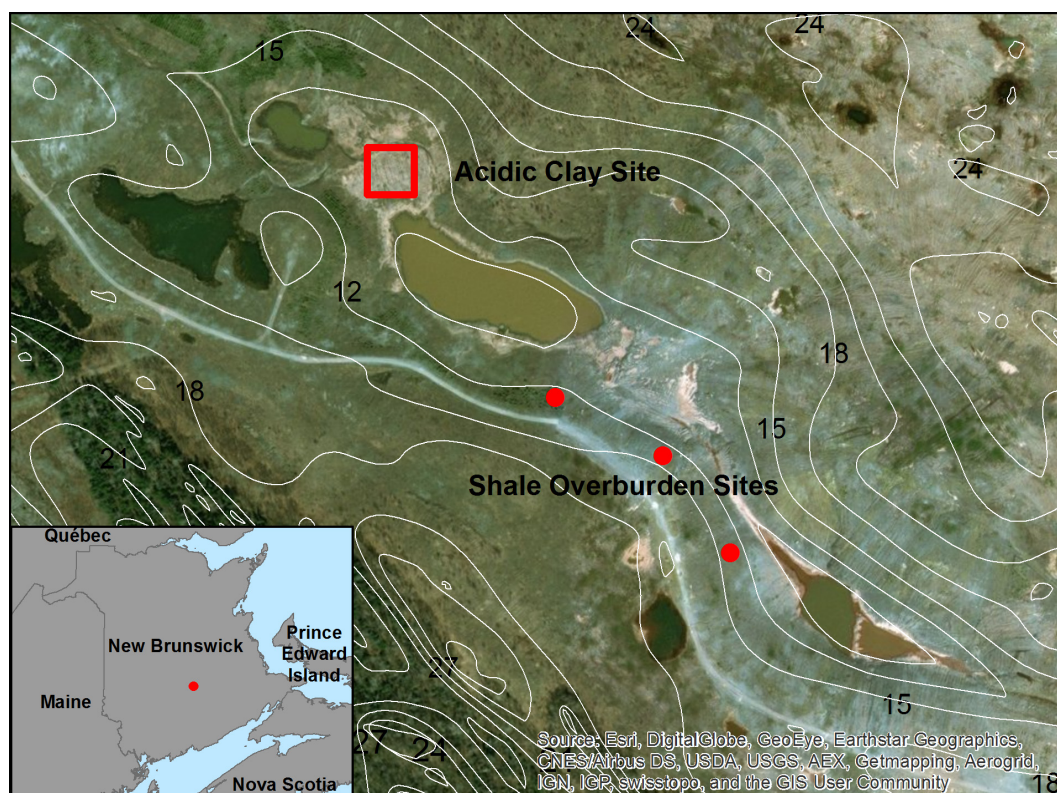 24
24
15
24
Acidic Clay Site
12
18
18
15
21
Shale Overburden Sites
Québec
New Brunswick
Prince
Edward
Island
Maine
Nova Scotia
27
27
24
15
18
Source: Esri, DigitalGlobe, GeoEye, Earthstar Geographics,
CNES/Airbus DS, USDA, USGS, AEX, Getmapping, Aerogrid,
IGN, IGP, swisstopo, and the GIS User Community